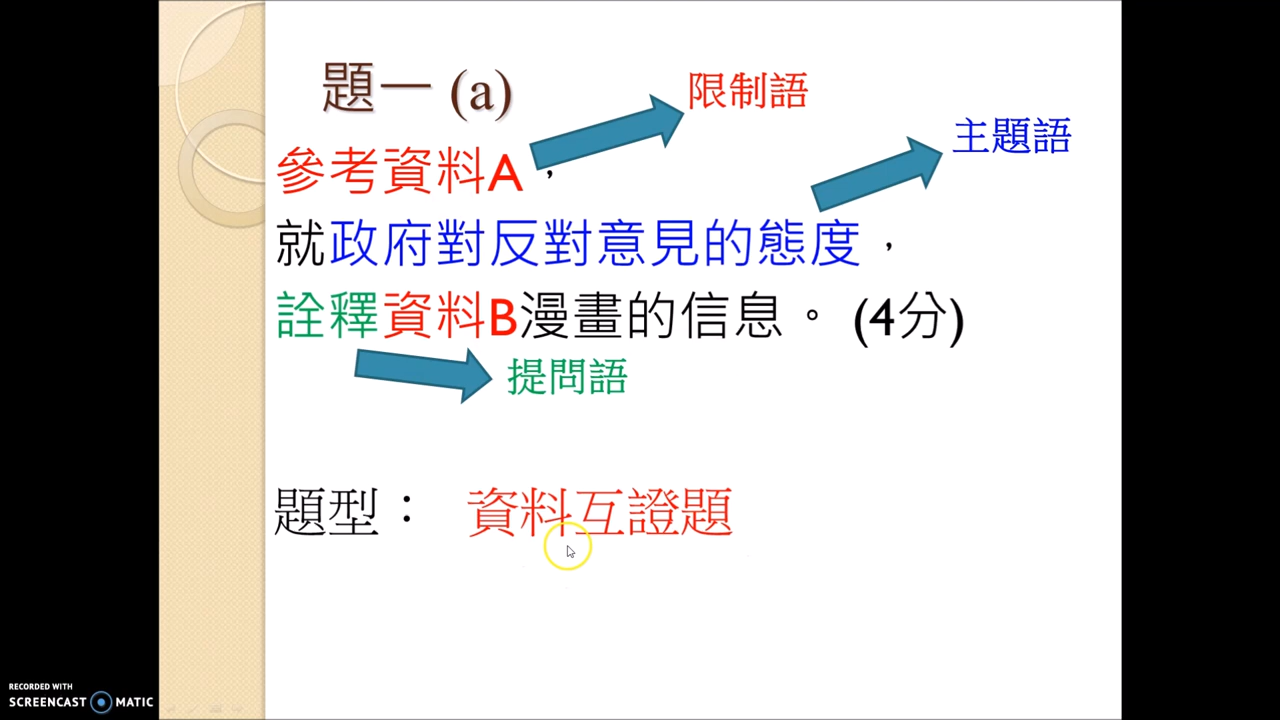 題一 (a)
限制語
主題語
參考資料A，
就政府對反對意見的態度，
詮釋資料B漫畫的信息。 (4分)
提問語
題型： 資料互證題
RECORDED WITH
SCREENCAST MATIC